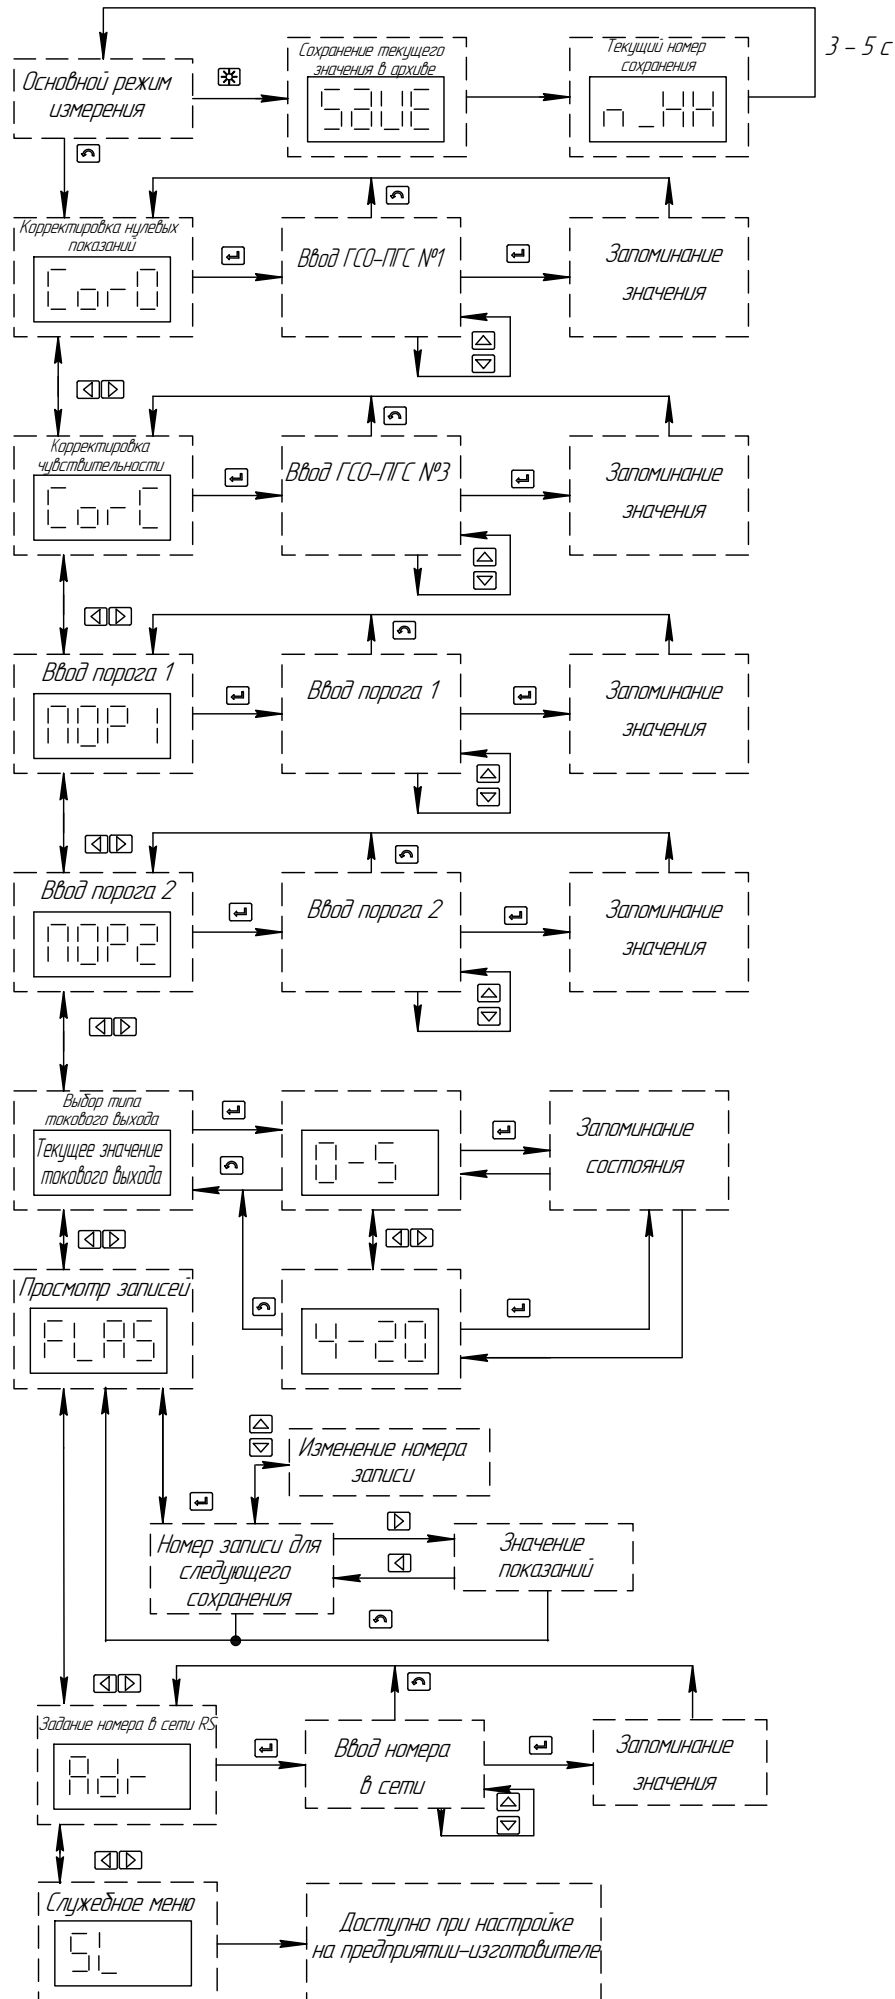 3 – 5 с
Основной режим
измерения
Сохранение текущего
значения в архиве
SAVE
Текущий номер
сохранения
n_HH
Корректировка нулевых
показаний
Cor0
Ввод ГСО-ПГС №1
Запоминание
значения
Корректировка
чувствительности
CorC
Ввод ГСО-ПГС №3
Запоминание
значения
Ввод порога 1
ПОР1
Ввод порога 1
Запоминание
значения
Ввод порога 2
ПОР2
Ввод порога 2
Запоминание
значения
Выбор типа
токового выхода
Текущее значение
токового выхода
0-5
Запоминание
состояния
Просмотр записей
FLAS
4-20
Изменение номера
записи
Номер записи для
следующего
сохранения
Значение
показаний
Задание номера в сети RS
Adr
Ввод номера
в сети
Запоминание
значения
Служебное меню
SL
Доступно при настройке
на предприятии-изготовителе